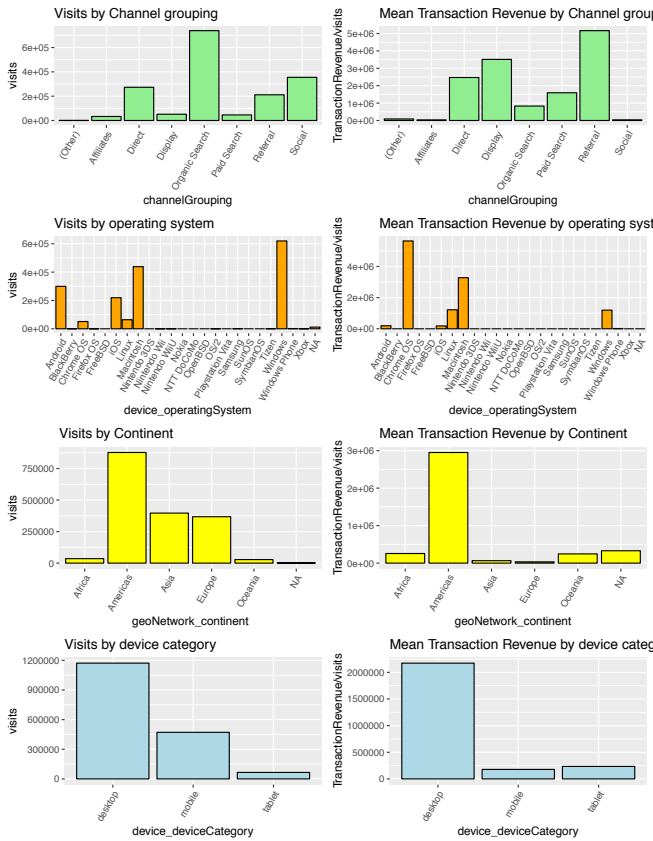 Visits by Channel grouping
visits
6e+05
4e+05
2e+05
0e+00
(Other)
Affiliates
Direct
Display
Organic Search
Paid Search
Referral
Social
channelGrouping
Mean Transaction Revenue by Channel group
TransactionRevenue/visits
5e+06
4e+06
3e+06
2e+06
1e+06
0e+00
(Other)
Affiliates
Direct
Display
Organic Search
Paid Search
Referral
Social
channelGrouping
Visits by operating system
visits
6e+05
4e+05
2e+05
0e+00
Android
BlackBerry
Chrome OS
Firefox OS
FreeBSD
iOS
Linux
Macintosh
Nintendo 3DS
Nintendo Wii
Nintendo WiiU
Nokia
NTT DoCoMo
OpenBSD
OS/2
Playstation Vita
Samsung
SunOS
SymbianOS
Tizen
Windows
Windows Phone
Xbox
NA
device_operatingSystem
Mean Transaction Revenue by operating syst
TransactionRevenue/visits
4e+06
2e+06
0e+00
Android
BlackBerry
Chrome OS
Firefox OS
FreeBSD
iOS
Linux
Macintosh
Nintendo 3DS
Nintendo Wii
Nintendo WiiU
Nokia
NTT DoCoMo
OpenBSD
OS/2
Playstation Vita
Samsung
SunOS
SymbianOS
Tizen
Windows
Windows Phone
Xbox
NA
device_operatingSystem
Visits by Continent
visits
750000
500000
250000
0
Africa
Americas
Asia
Europe
Oceania
NA
geoNetwork_continent
Mean Transaction Revenue by Continent
TransactionRevenue/visits
3e+06
2e+06
1e+06
0e+00
Africa
Americas
Asia
Europe
Oceania
NA
geoNetwork_continent
Visits by device category
visits
1200000
900000
600000
300000
0
desktop
mobile
tablet
device_deviceCategory
Mean Transaction Revenue by device categ
TransactionRevenue/visits
2000000
1500000
1000000
500000
0
desktop
mobile
tablet
device_deviceCategory